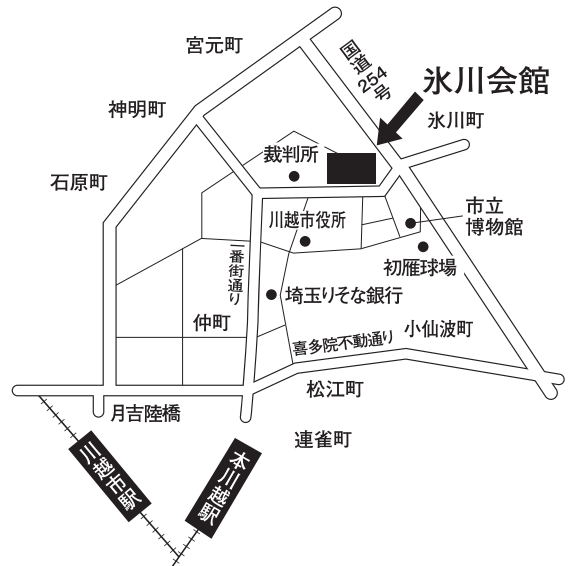 宮元町
国道254号
氷川会館
神明町
氷川町
裁判所
石原町
市立
博物館
川越市役所
初雁球場
一番街通り
埼玉りそな銀行
仲町
喜多院不動通り
小仙波町
松江町
月吉陸橋
連雀町
川越市駅
本川越駅